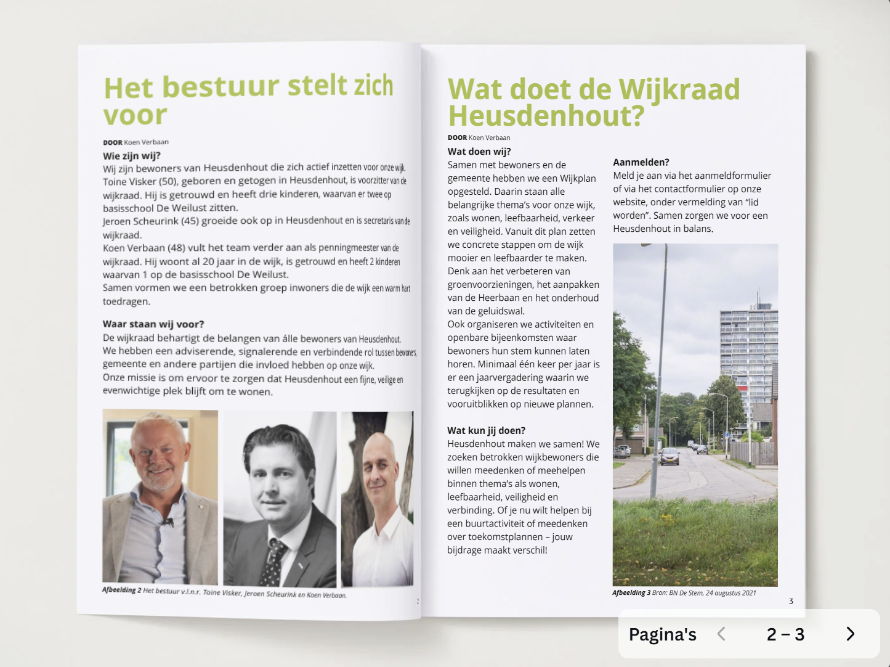 Het bestuur stelt zich
voor
DOOR Koen Verbaan
Wie zijn wij?
Wij zijn bewoners van Heusdenhout die zich actief inzetten voor onze wijk.
Toine Visker (50), geboren en getogen in Heusdenhout, is voorzitter van de
wijkraad. Hij is getrouwd en heeft drie kinderen, waarvan er twee op
basisschool De Weilust zitten.
Jeroen Scheurink (45) groeide ook op in Heusdenhout en is secretaris van de
wijkraad.
Koen Verbaan (48) vult het team verder aan als penningmeester van de
wijkraad. Hij woont al 20 jaar in de wijk, is getrouwd en heeft 2 kinderen
waarvan 1 op de basisschool De Weilust.
Samen vormen we een betrokken groep inwoners die de wijk een warm hart
toedragen.
Waar staan wij voor?
De wijkraad behartigt de belangen van álle bewoners van Heusdenhout.
We hebben een adviserende, signalerende en verbindende rol tussen bewoners,
gemeente en andere partijen die invloed hebben op onze wijk.
Onze missie is om ervoor te zorgen dat Heusdenhout een fijne, veilige en
evenwichtige plek blijft om te wonen.
Afbeelding 2 Het bestuur v.l.n.r. Toine Visker, Jeroen Scheurink en Koen Verbaan.
Wat doet de Wijkraad
Heusdenhout?
DOOR Koen Verbaan
Wat doen wij?
Samen met bewoners en de
gemeente hebben we een Wijkplan
opgesteld. Daarin staan alle
belangrijke thema's voor onze wijk,
zoals wonen, leefbaarheid, verkeer
en veiligheid. Vanuit dit plan zetten
we concrete stappen om de wijk
mooier en leefbaarder te maken.
Denk aan het verbeteren van
groenvoorzieningen, het aanpakken
van de Heerbaan en het onderhoud
van de geluidswal.
Ook organiseren we activiteiten en
openbare bijeenkomsten waar
bewoners hun stem kunnen laten
horen. Minimaal één keer per jaar is
er een jaarvergadering waarin we
terugkijken op de resultaten en
vooruitblikken op nieuwe plannen.
Wat kun jij doen?
Heusdenhout maken we samen! We
zoeken betrokken wijkbewoners die
willen meedenken of meehelpen
binnen thema's als wonen,
leefbaarheid, veiligheid en
verbinding. Of je nu wilt helpen bij
een buurtactiviteit of meedenken
over toekomstplannen – jouw
bijdrage maakt verschil!
Aanmelden?
Meld je aan via het aanmeldformulier
of via het contactformulier op onze
website, onder vermelding van "lid
worden". Samen zorgen we voor een
Heusdenhout in balans.
Afbeelding 3 Bron: BN De Stem, 24 augustus 2021
3
Pagina's 2 – 3